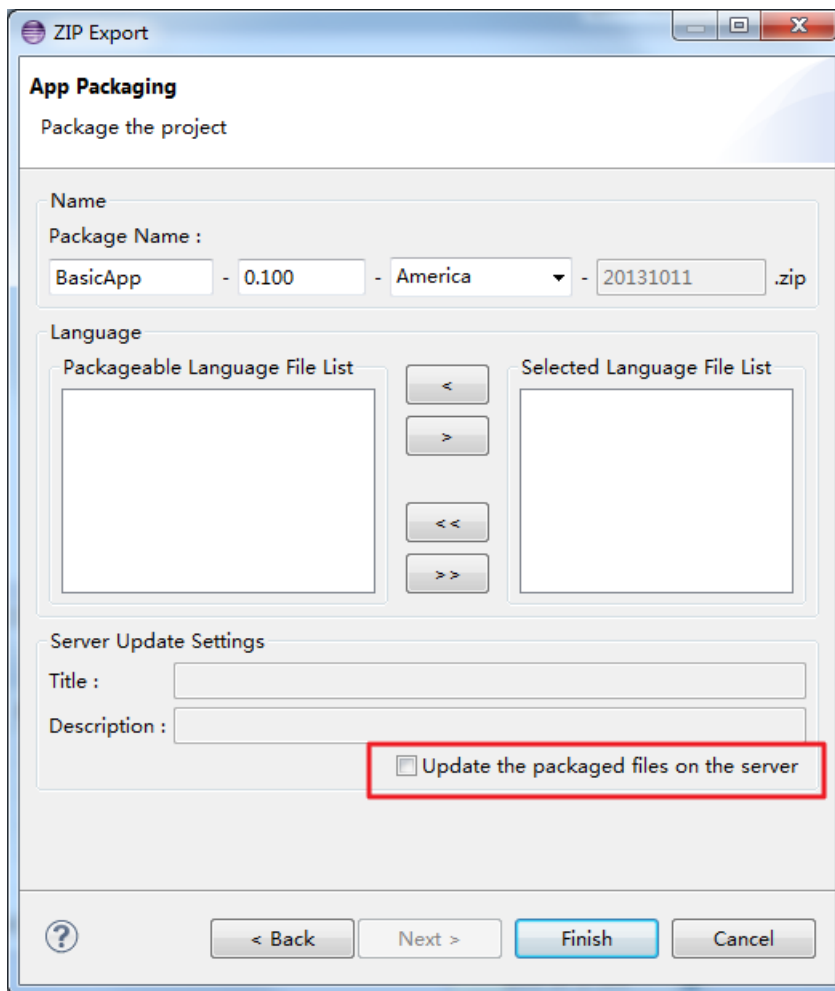 ZIP Export
App Packaging
Package the project
Name
Package Name :
BasicApp - 0.100 - America - 20131011 .zip
Language
Packageable Language File List
Selected Language File List
<
>
<<
>>
Server Update Settings
Title :
Description :
Update the packaged files on the server
? < Back Next > Finish Cancel